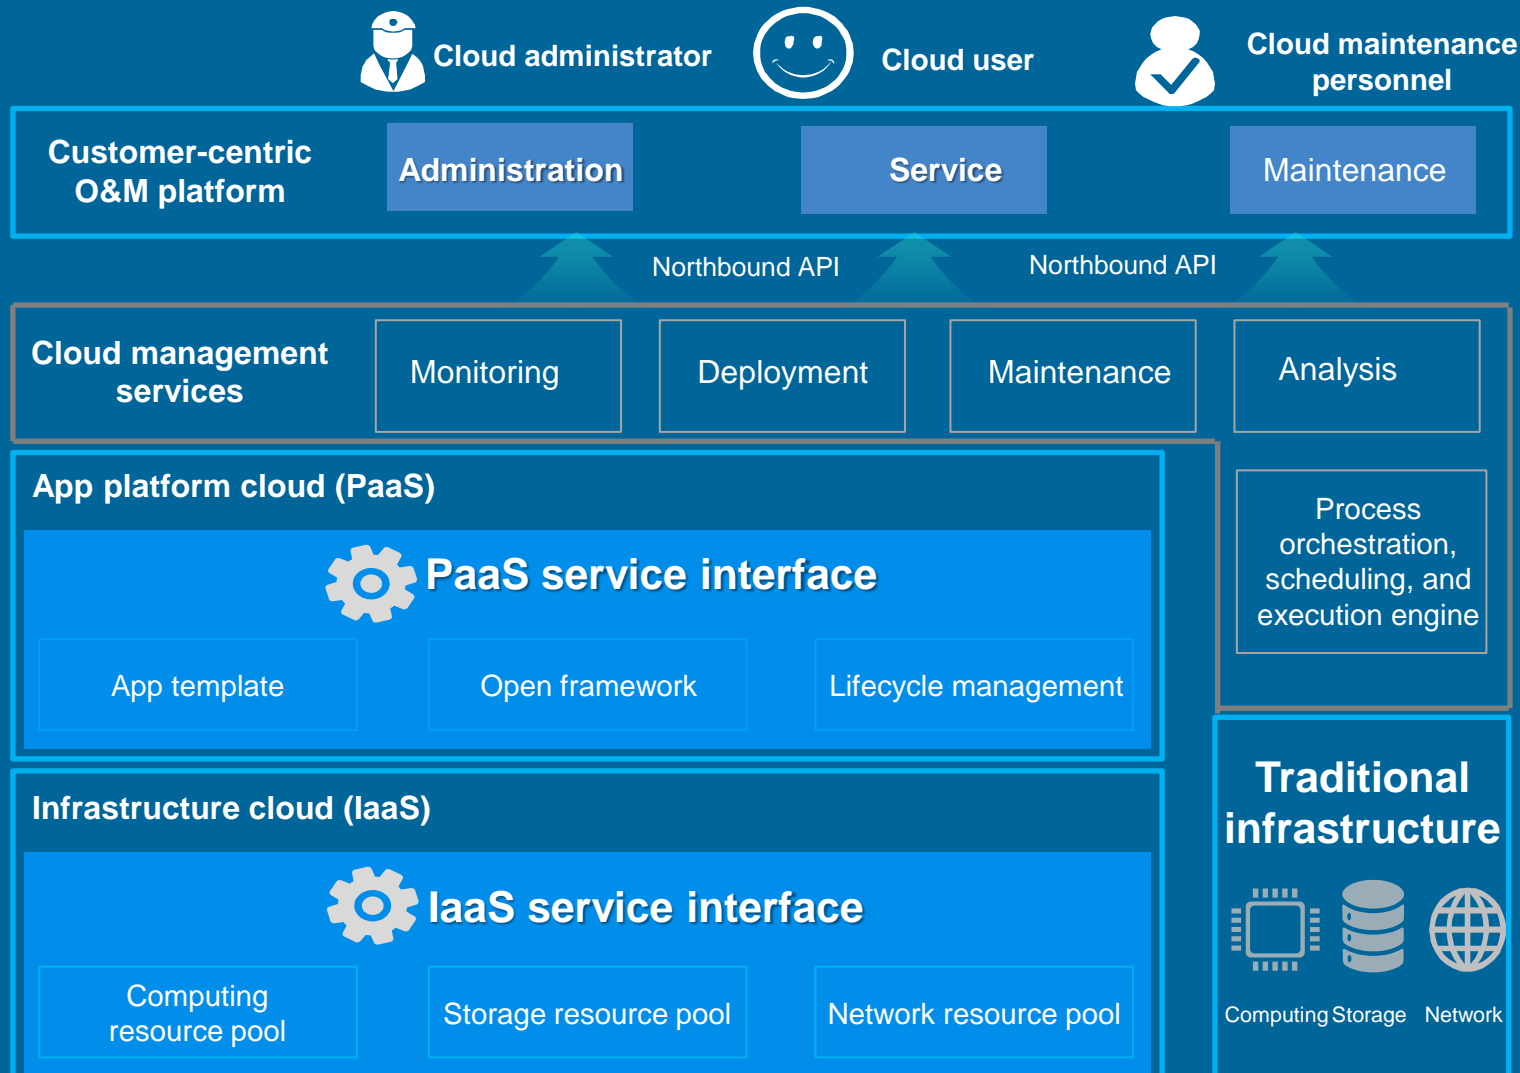 Cloud administrator
Cloud user
Cloud maintenance
personnel
Customer-centric
O&M platform
Administration
Service
Maintenance
Northbound API
Northbound API
Cloud management
services
Monitoring
Deployment
Maintenance
Analysis
App platform cloud (PaaS)
PaaS service interface
App template
Open framework
Lifecycle management
Process
orchestration,
scheduling, and
execution engine
Infrastructure cloud (IaaS)
IaaS service interface
Computing
resource pool
Storage resource pool
Network resource pool
Traditional
infrastructure
Computing
Storage
Network